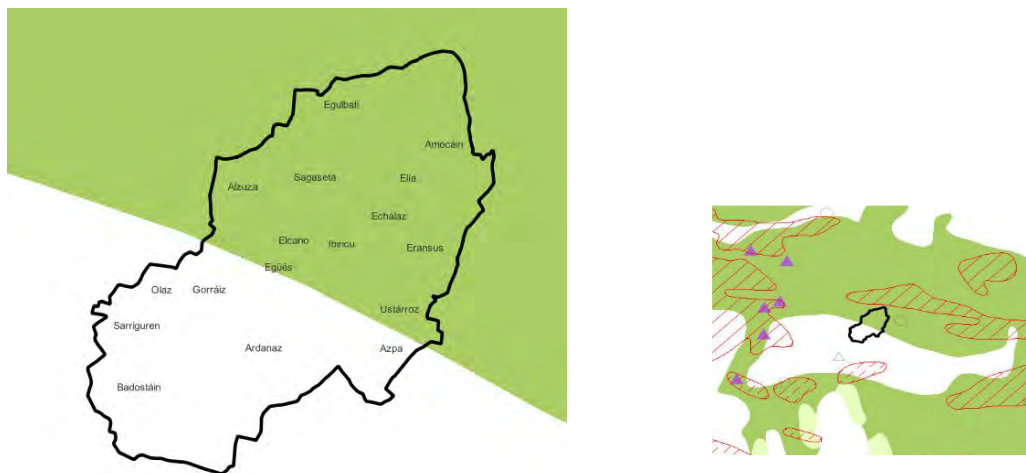 Egulbati
Amocáin
Sagaseta
Elía
Alzuza
Echálaz
Elcano
Ibiricu
Eransus
Egüés
Olaz
Gorráiz
Ustárroz
Sarriguren
Ardanaz
Azpa
Badostáin